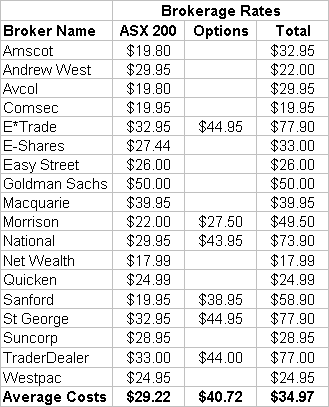 Brokerage Rates
Broker Name ASX 200 Options Total
Amscot $19.80 $32.95
Andrew West $29.95 $22.00
Avcol $19.80 $29.95
Comsec $19.95 $19.95
E*Trade $32.95 $44.95 $77.90
E-Shares $27.44 $33.00
Easy Street $26.00 $26.00
Goldman Sachs $50.00 $50.00
Macquarie $39.95 $39.95
Morrison $22.00 $27.50 $49.50
National $29.95 $43.95 $73.90
Net Wealth $17.99 $17.99
Quicken $24.99 $24.99
Sanford $19.95 $38.95 $58.90
St George $32.95 $44.95 $77.90
Suncorp $28.95 $28.95
TraderDealer $33.00 $44.00 $77.00
Westpac $24.95 $24.95
Average Costs $29.22 $40.72 $34.97